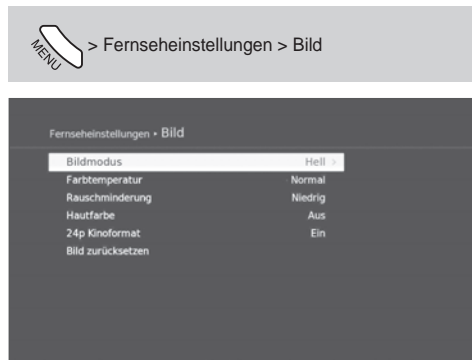 MENU > Fernseheinstellungen > Bild
Fernseheinstellungen • Bild
Bildmodus Hell >
Farbtemperatur Normal
Rauschminderung Niedrig
Hautfarbe Aus
24p Kinoformat Ein
Bild zurücksetzen